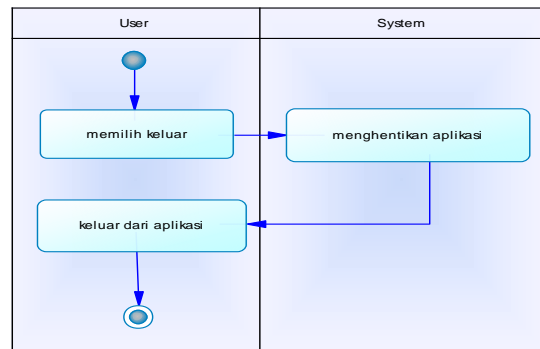 User
System
memilih keluar
menghentikan aplikasi
keluar dari aplikasi